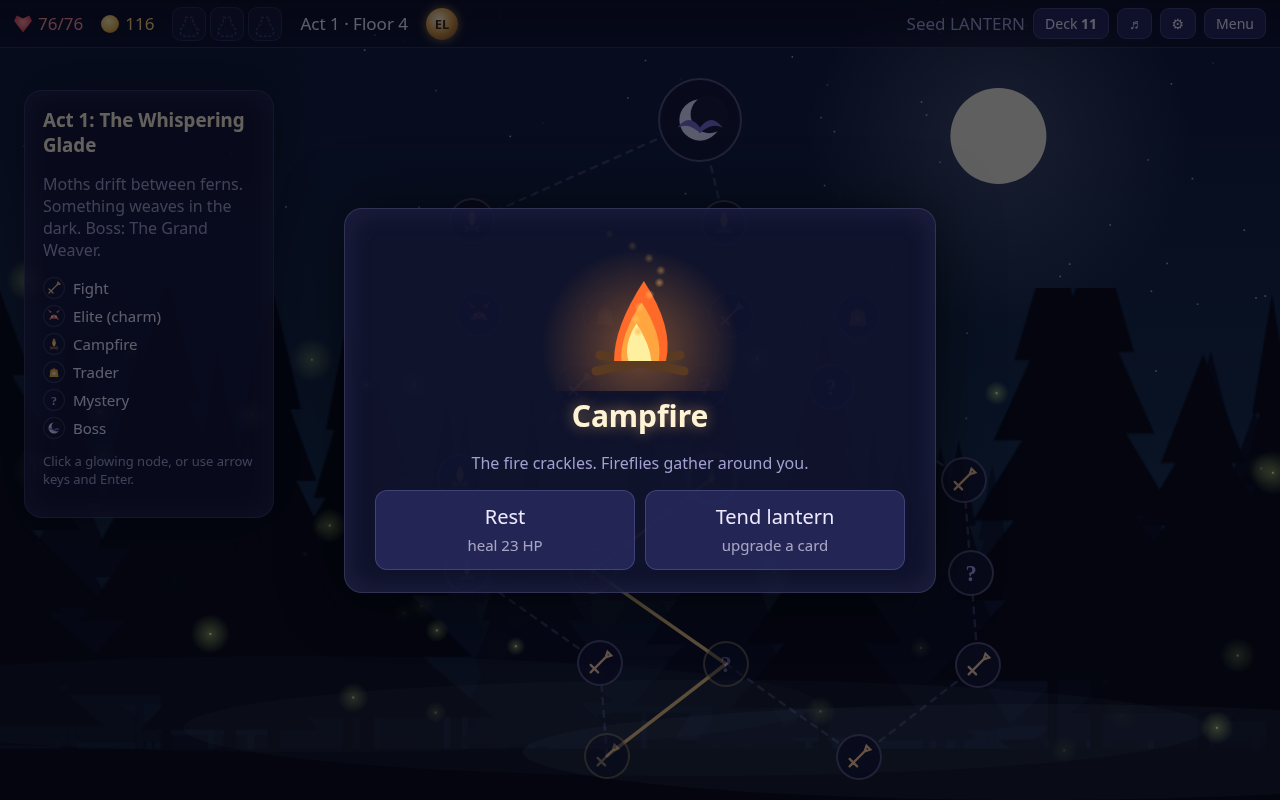 76/76 116 Act 1 · Floor 4 EL Seed LANTERN Deck 11 ♬ ⚙ Menu
Act 1: The Whispering
Glade
Moths drift between ferns.
Something weaves in the
dark. Boss: The Grand
Weaver.
Fight
Elite (charm)
Campfire
Trader
? Mystery
Boss
Click a glowing node, or use arrow
keys and Enter.
Campfire
The fire crackles. Fireflies gather around you.
Rest
heal 23 HP
Tend lantern
upgrade a card
?
?